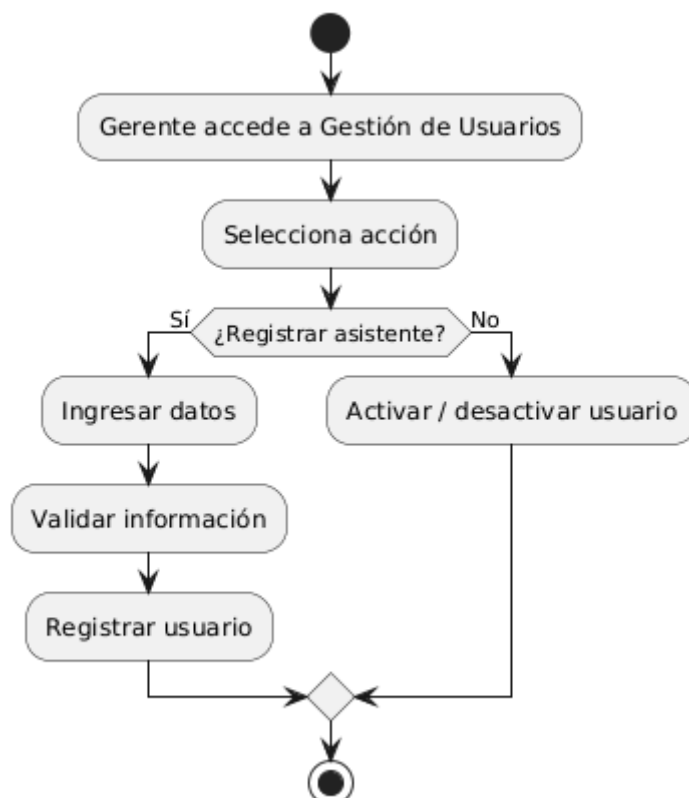 Gerente accede a Gestión de Usuarios
Selecciona acción
Sí
¿Registrar asistente?
No
Ingresar datos
Activar / desactivar usuario
Validar información
Registrar usuario